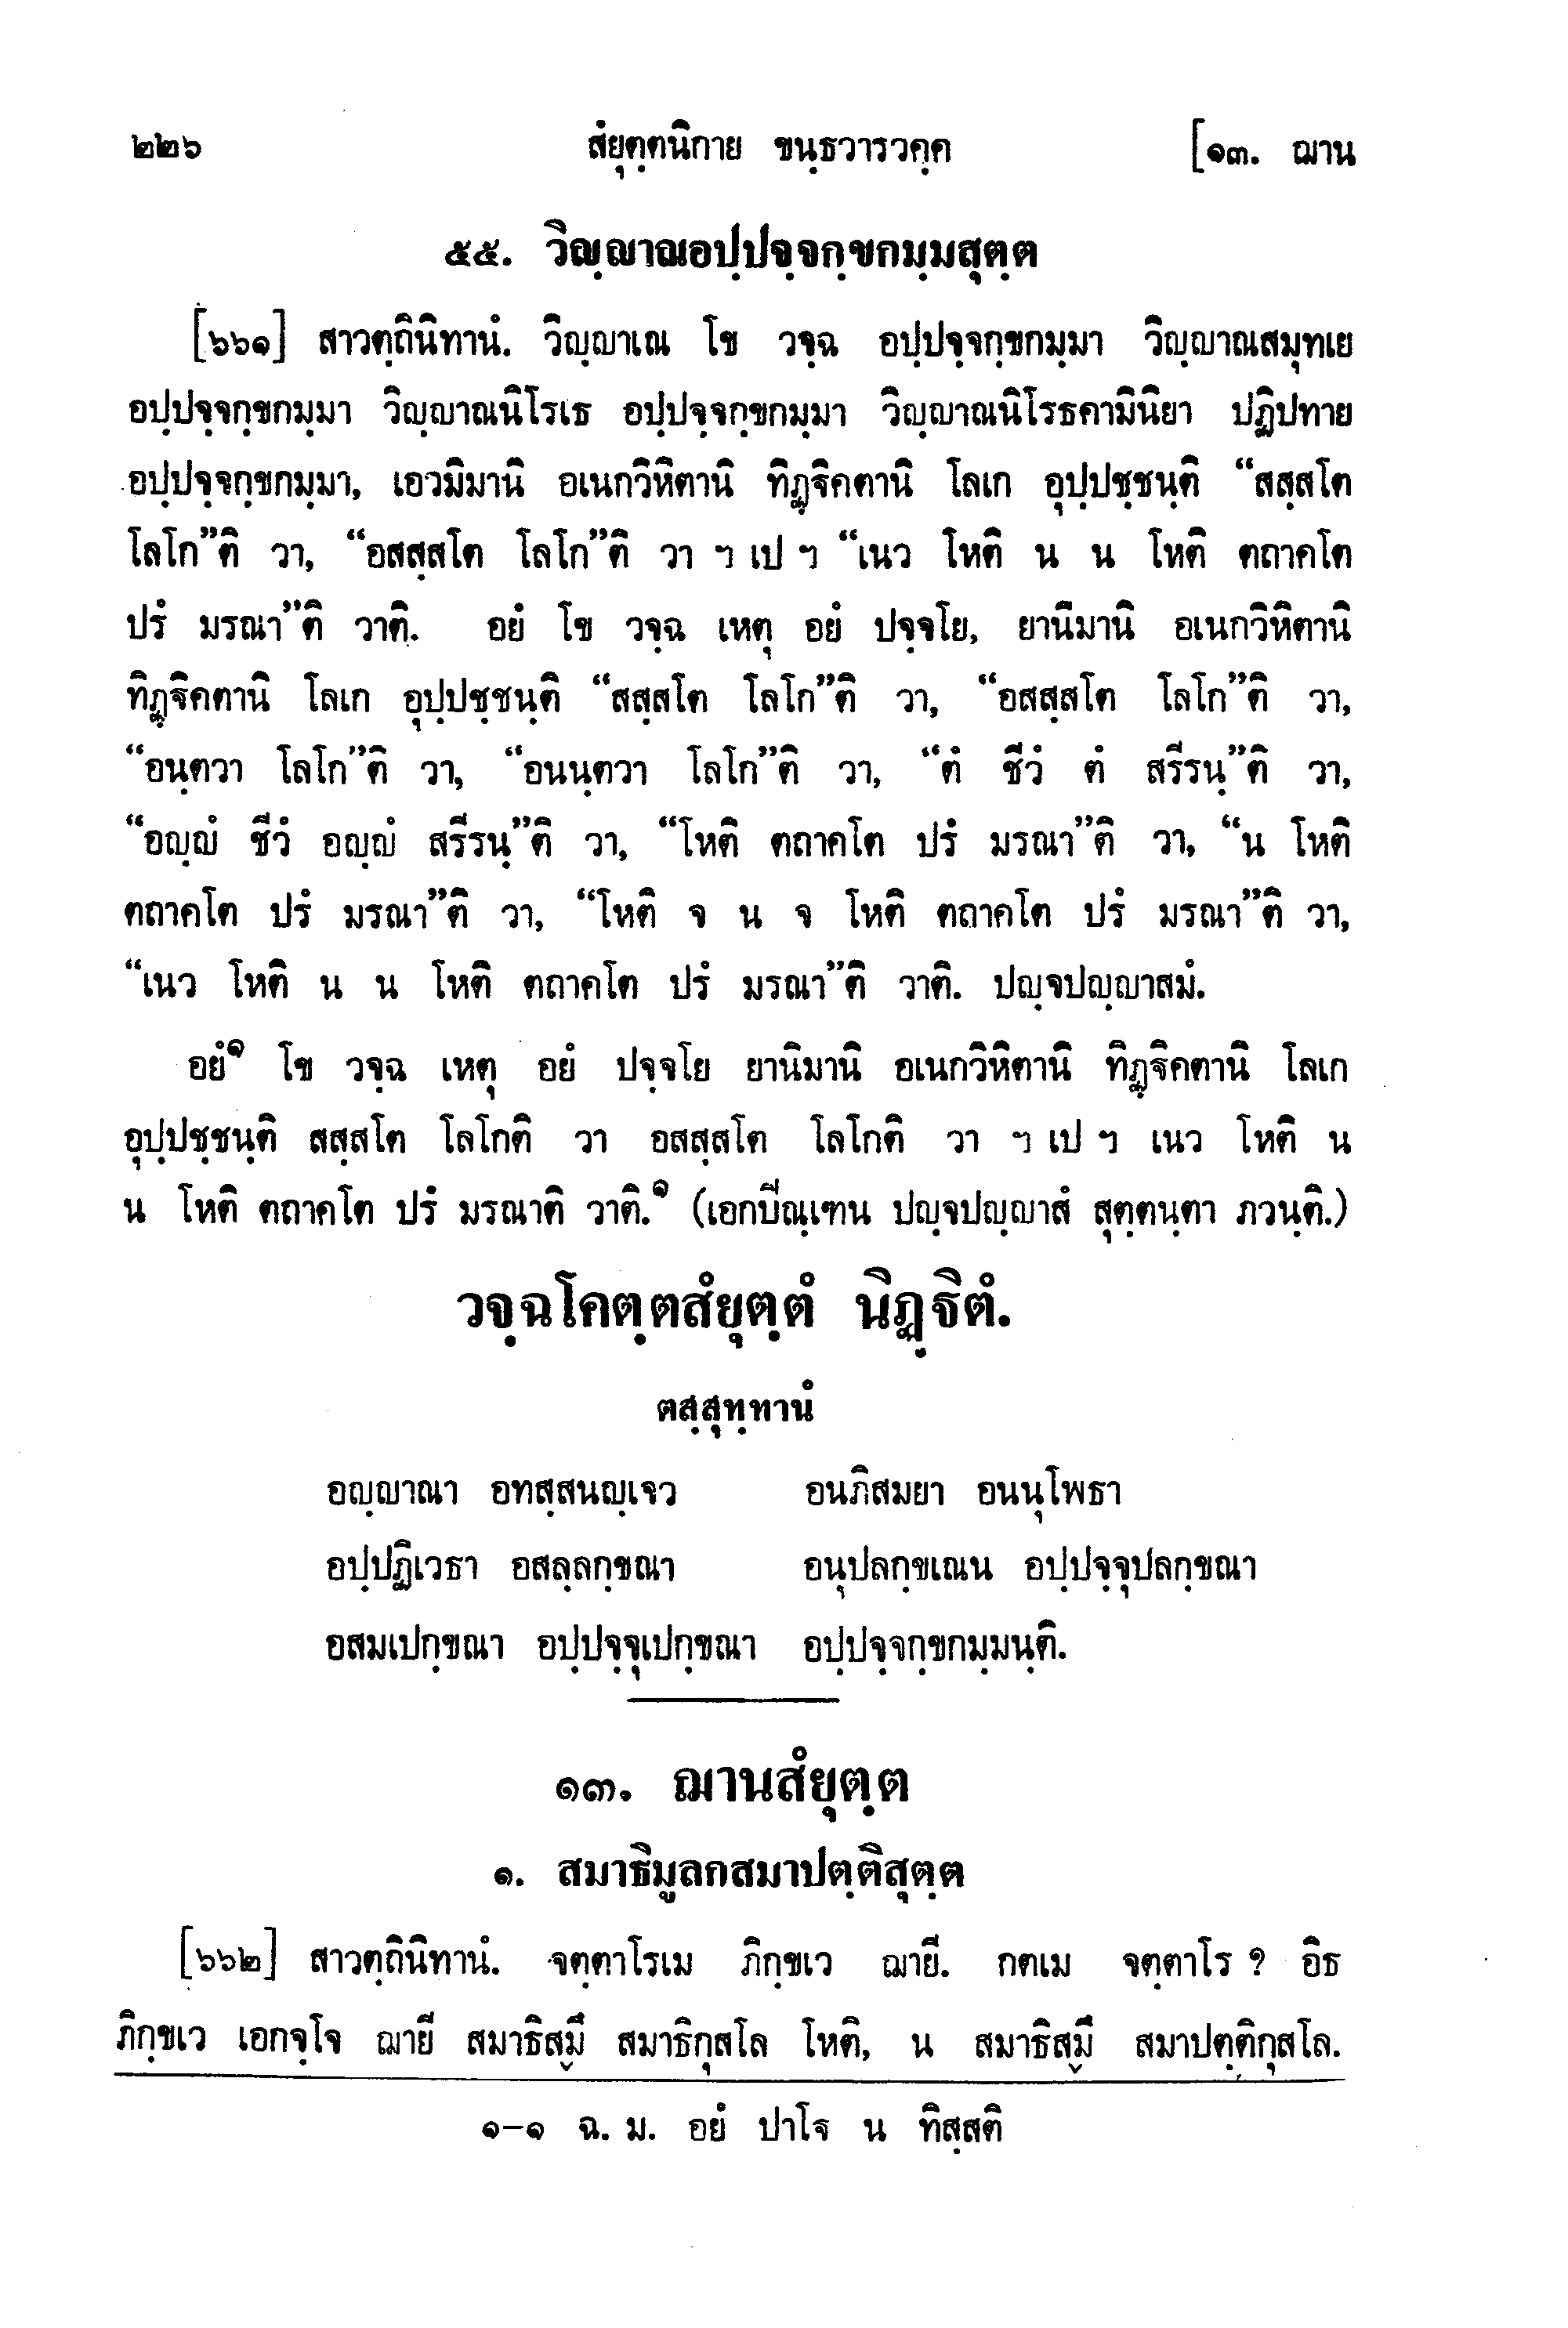 ๒๒๖ สํยุตฺตนิกาย ขนฺธวารวคฺค [๑๓. ฌาน
๕๕. วิญฺญาณอปฺปจฺจกฺขกมฺมสุตฺต
[๖๖๑] สาวตฺถินิทานํ. วิญฺญาเณ โข วจฺฉ อปฺปจฺจกฺขกมฺมา วิญฺญาณสมุทเย
อปฺปจฺจกฺขกมฺมา วิญฺญาณนิโรเธ อปฺปจฺจกฺขกมฺมา วิญฺญาณนิโรธคามินิยา ปฏิปทาย
อปฺปจฺจกฺขกมฺมา, เอวมิมานิ อเนกวิหิตานิ ทิฏฺฐิคตานิ โลเก อุปฺปชฺชนฺติ “สสฺสโต
โลโก”ติ วา, “อสสฺสโต โลโก”ติ วา ฯ เป ฯ “เนว โหติ น น โหติ ตถาคโต
ปรํ มรณา”ติ วาติ. อยํ โข วจฺฉ เหตุ อยํ ปจฺจโย, ยานีมานิ อเนกวิหิตานิ
ทิฏฺฐิคตานิ โลเก อุปฺปชฺชนฺติ “สสฺสโต โลโก”ติ วา, “อสสฺสโต โลโก”ติ วา,
“อนฺตวา โลโก”ติ วา, “อนนฺตวา โลโก”ติ วา, “ตํ ชีวํ ตํ สรีรนฺ”ติ วา,
“อญฺญํ ชีวํ อญฺญํ สรีรนฺ”ติ วา, “โหติ ตถาคโต ปรํ มรณา”ติ วา, “น โหติ
ตถาคโต ปรํ มรณา”ติ วา, “โหติ จ น จ โหติ ตถาคโต ปรํ มรณา”ติ วา,
“เนว โหติ น น โหติ ตถาคโต ปรํ มรณา”ติ วาติ. ปญฺจปญฺญาสมํ.
อยํ๑ โข วจฺฉ เหตุ อยํ ปจฺจโย ยานิมานิ อเนกวิหิตานิ ทิฏฺฐิคตานิ โลเก
อุปฺปชฺชนฺติ สสฺสโต โลโกติ วา อสสฺสโต โลโกติ วา ฯ เป ฯ เนว โหติ น
น โหติ ตถาคโต ปรํ มรณาติ วาติ.๑ (เอกปีณฺเฑน ปญฺจปญฺญาสํ สุตฺตนฺตา ภวนฺติ.)
วจฺฉโคตฺตสํยุตฺตํ นิฏฺฐิตํ.
ตสฺสุทฺทานํ
อญฺญาณา อทสฺสนญฺเจว อนภิสมยา อนนุโพธา
อปฺปฏิเวธา อสลฺลกฺขณา อนุปลกฺขเณน อปฺปจฺจุปลกฺขณา
อสมเปกฺขณา อปฺปจฺจุเปกฺขณา อปฺปจฺจกฺขกมฺมนฺติ.
๑๓. ฌานสํยุตฺต
๑. สมาธิมูลกสมาปตฺติสุตฺต
[๖๖๒] สาวตฺถินิทานํ. จตฺตาโรเม ภิกฺขเว ฌายี. กตเม จตฺตาโร ? อิธ
ภิกฺขเว เอกจฺโจ ฌายี สมาธิสฺมึ สมาธิกุสโล โหติ, น สมาธิสฺมึ สมาปตฺติกุสโล.
๑–๑ ฉ. ม. อยํ ปาโฐ น ทิสฺสติ